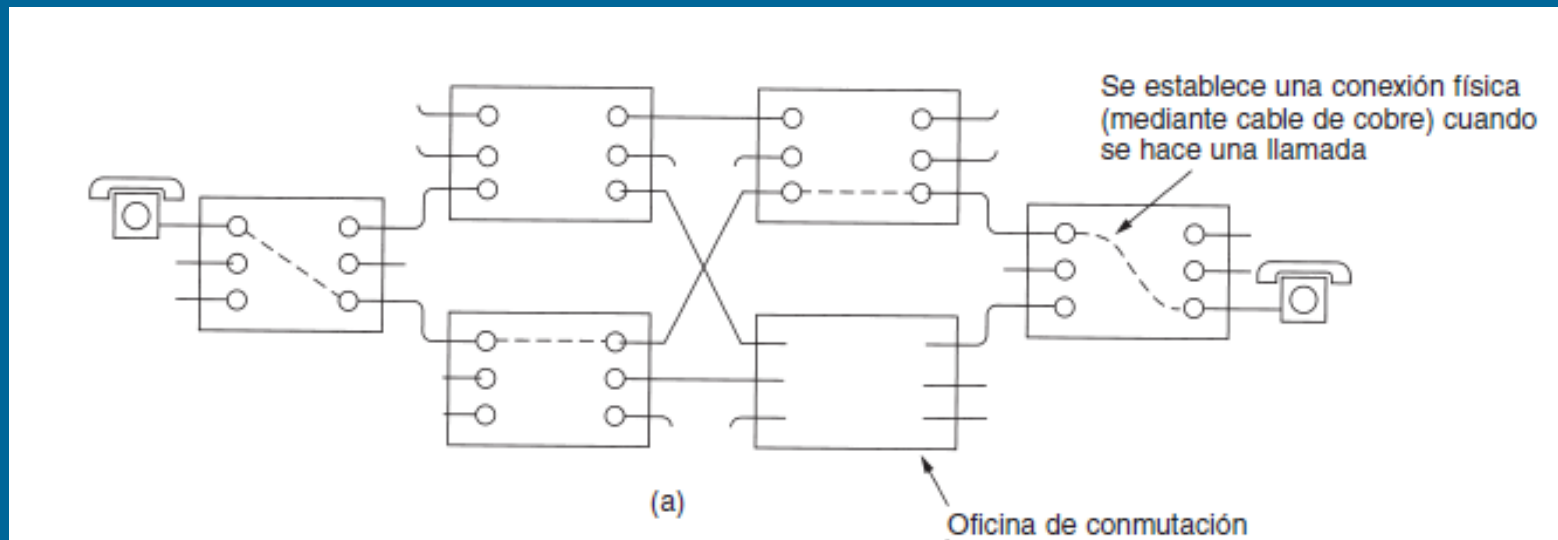 Se establece una conexión física
(mediante cable de cobre) cuando
se hace una llamada
(a)
Oficina de conmutación